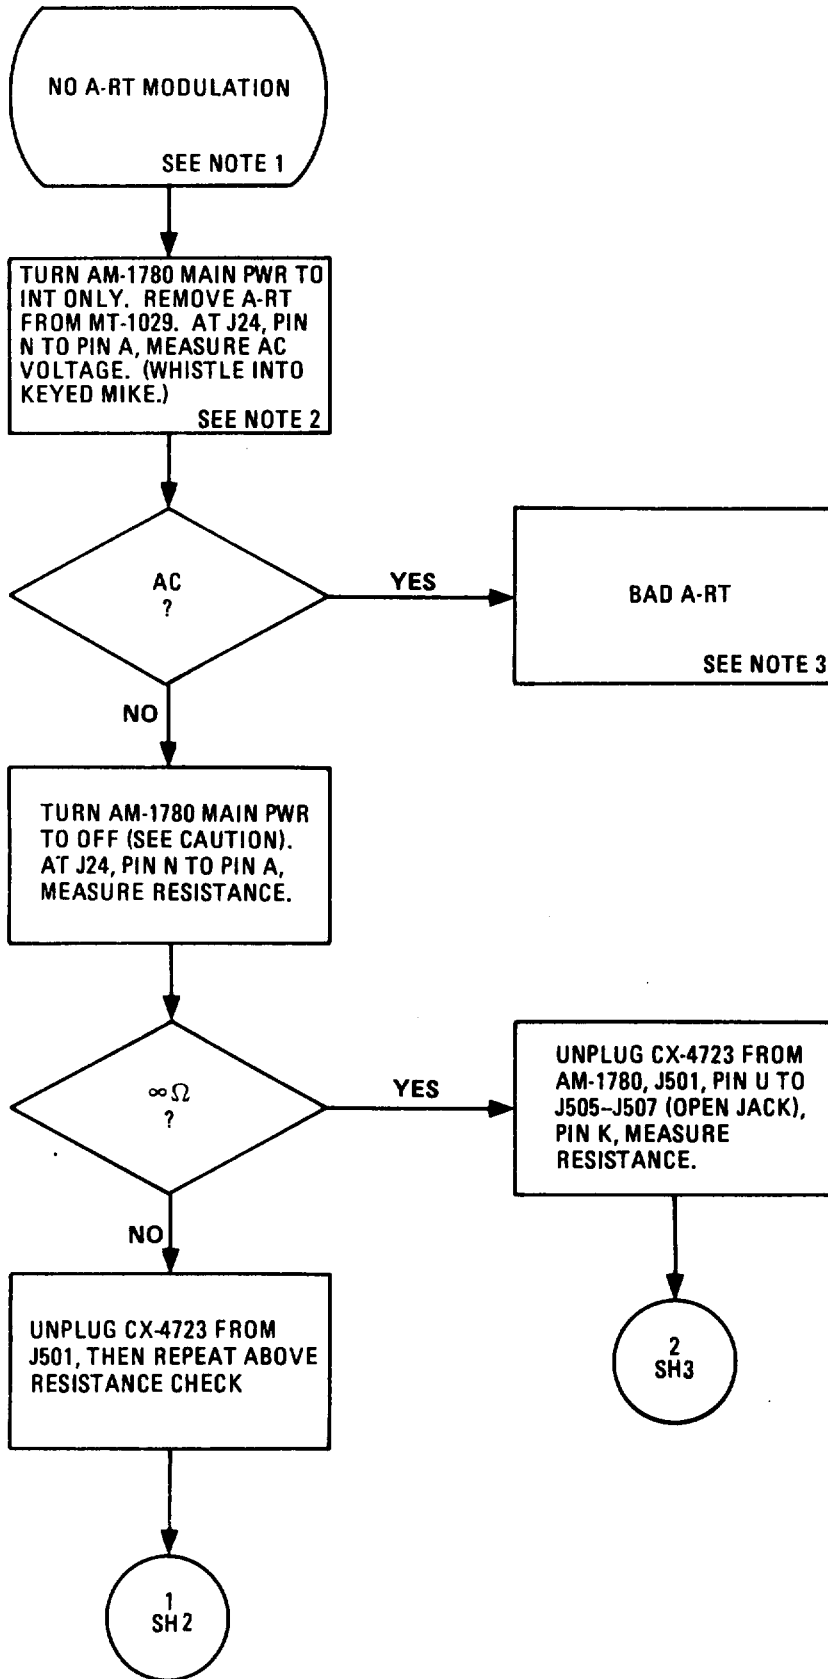 NO A-RT MODULATION
SEE NOTE 1
TURN AM-1780 MAIN PWR TO
INT ONLY. REMOVE A-RT
FROM MT-1029. AT J24, PIN
N TO PIN A, MEASURE AC
VOLTAGE. (WHISTLE INTO
KEYED MIKE.)
SEE NOTE 2
AC
?
YES
BAD A-RT
SEE NOTE 3
NO
TURN AM-1780 MAIN PWR
TO OFF (SEE CAUTION).
AT J24, PIN N TO PIN A,
MEASURE RESISTANCE.
∞ Ω
?
YES
UNPLUG CX-4723 FROM
AM-1780, J501, PIN U TO
J505–J507 (OPEN JACK),
PIN K, MEASURE
RESISTANCE.
2
SH3
NO
UNPLUG CX-4723 FROM
J501, THEN REPEAT ABOVE
RESISTANCE CHECK
1
SH 2